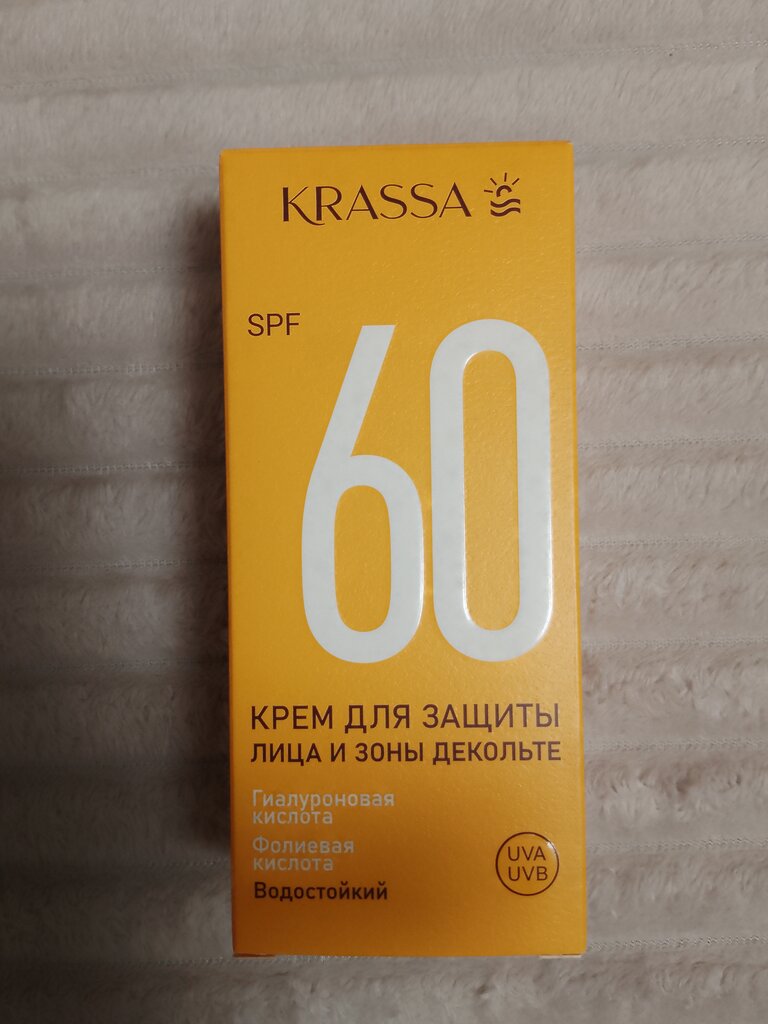 KRASSA
SPF
60
КРЕМ ДЛЯ ЗАЩИТЫ
ЛИЦА И ЗОНЫ ДЕКОЛЬТЕ
Гиалуроновая
кислота
Фолиевая
кислота
Водостойкий
UVA
UVB